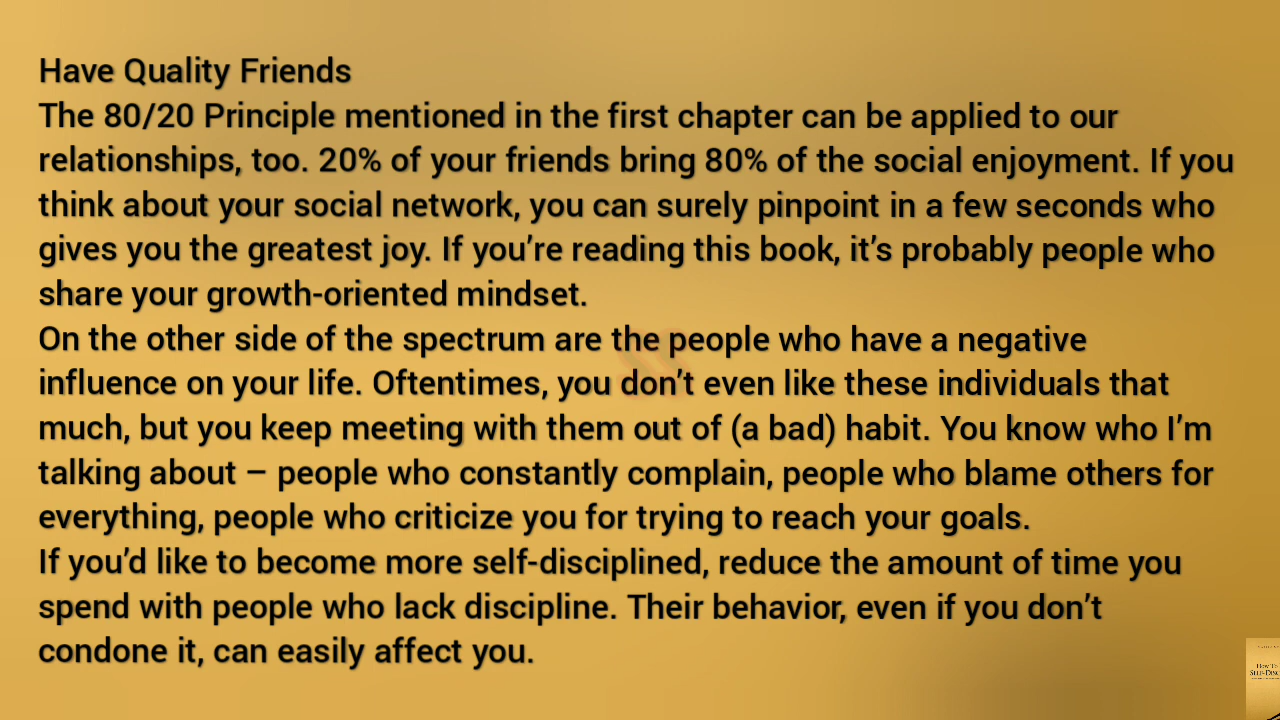 Have Quality Friends
The 80/20 Principle mentioned in the first chapter can be applied to our
relationships, too. 20% of your friends bring 80% of the social enjoyment. If you
think about your social network, you can surely pinpoint in a few seconds who
gives you the greatest joy. If you’re reading this book, it’s probably people who
share your growth-oriented mindset.
On the other side of the spectrum are the people who have a negative
influence on your life. Oftentimes, you don’t even like these individuals that
much, but you keep meeting with them out of (a bad) habit. You know who I’m
talking about – people who constantly complain, people who blame others for
everything, people who criticize you for trying to reach your goals.
If you’d like to become more self-disciplined, reduce the amount of time you
spend with people who lack discipline. Their behavior, even if you don’t
condone it, can easily affect you.
How To